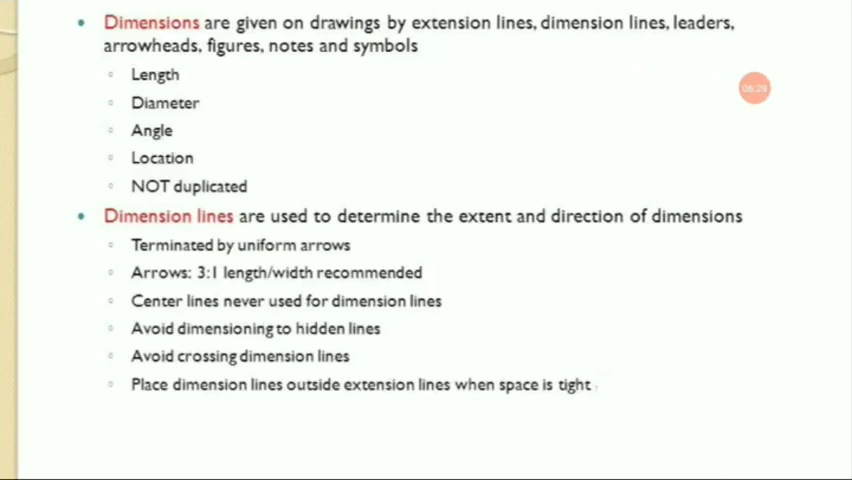 • Dimensions are given on drawings by extension lines, dimension lines, leaders,
arrowheads, figures, notes and symbols
◦ Length
◦ Diameter
◦ Angle
◦ Location
◦ NOT duplicated
• Dimension lines are used to determine the extent and direction of dimensions
◦ Terminated by uniform arrows
◦ Arrows: 3:1 length/width recommended
◦ Center lines never used for dimension lines
◦ Avoid dimensioning to hidden lines
◦ Avoid crossing dimension lines
◦ Place dimension lines outside extension lines when space is tight